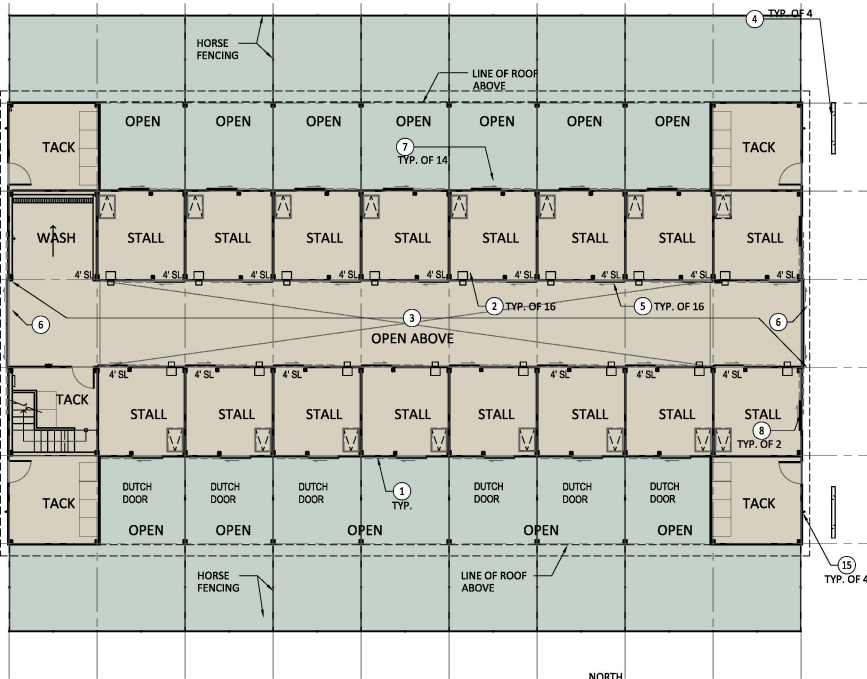 4 TYP. OF 4
HORSE
FENCING
LINE OF ROOF
ABOVE
OPEN OPEN OPEN OPEN OPEN OPEN OPEN
TACK
7
TYP. OF 14
TACK
WASH STALL STALL STALL STALL STALL STALL STALL STALL
4' SL 4' SL 4' SL 4' SL 4' SL 4' SL 4' SL 4' SL
2 TYP. OF 16 5 TYP. OF 16
6 3 6
OPEN ABOVE
4' SL 4' SL 4' SL 4' SL 4' SL 4' SL 4' SL 4' SL
TACK STALL STALL STALL STALL STALL STALL STALL STALL
8
TYP. OF 2
DUTCH
DOOR
DUTCH
DOOR
DUTCH
DOOR
1
TYP.
DUTCH
DOOR
DUTCH
DOOR
DUTCH
DOOR
TACK
OPEN OPEN OPEN OPEN OPEN
TACK
HORSE
FENCING
LINE OF ROOF
ABOVE
15
TYP. OF 4
NORTH